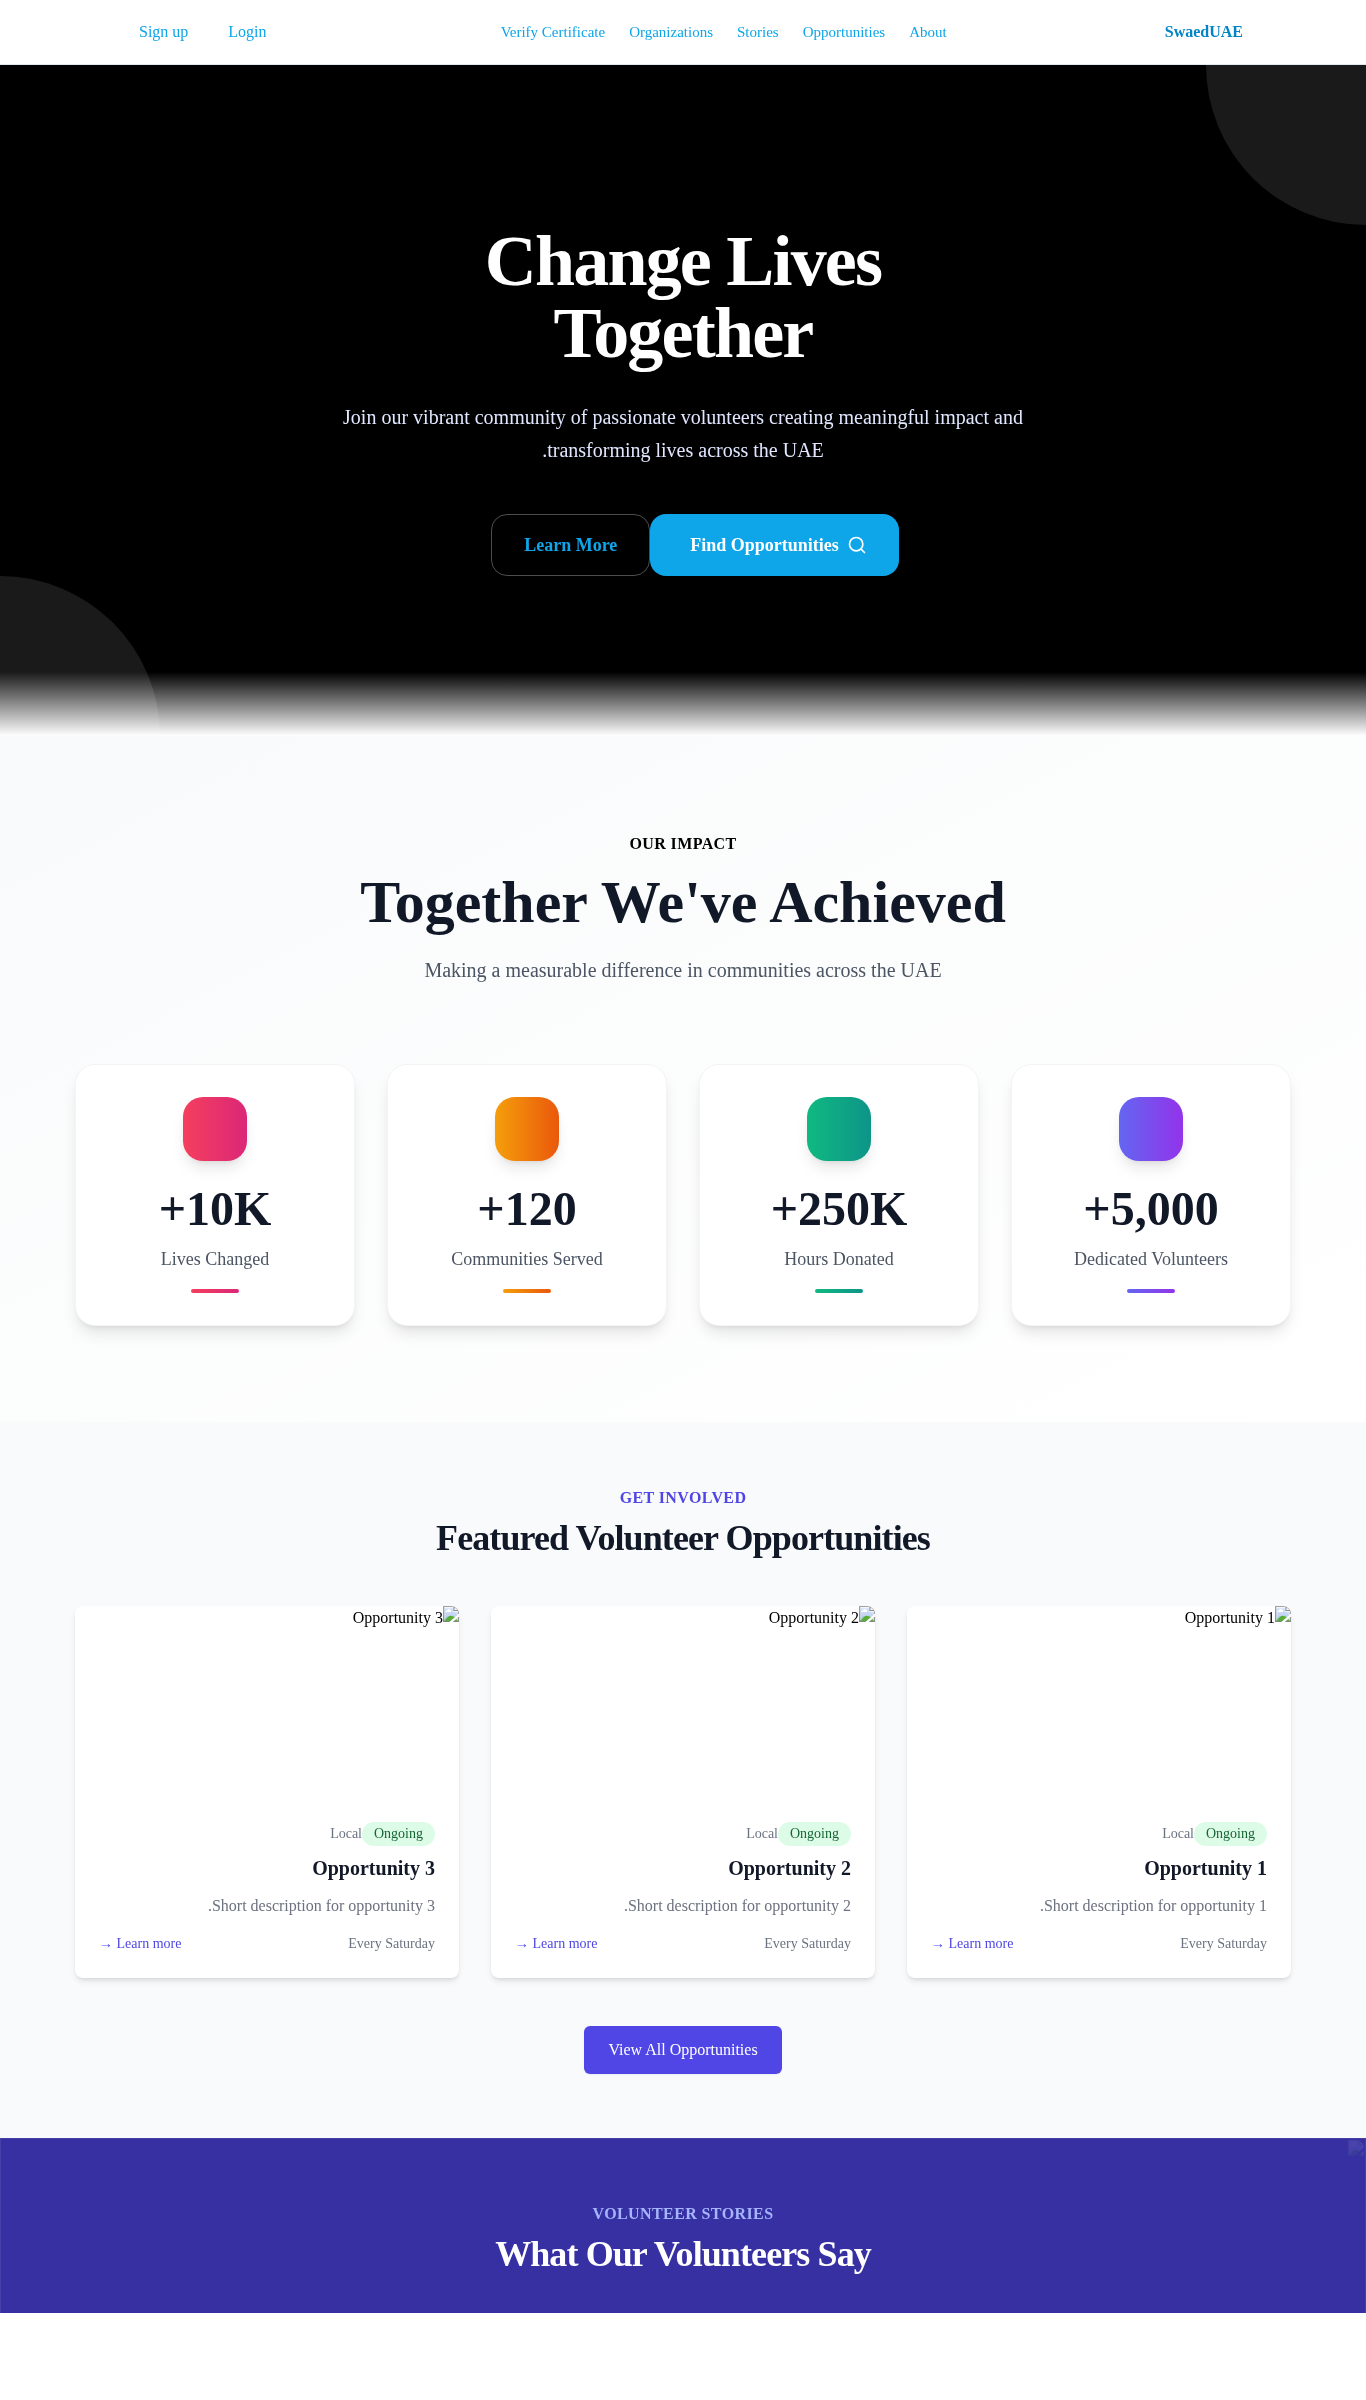 Sign up Login Verify Certificate Organizations Stories Opportunities About SwaedUAE
Change Lives
Together
Join our vibrant community of passionate volunteers creating meaningful impact and
.transforming lives across the UAE
Learn More Find Opportunities
OUR IMPACT
Together We've Achieved
Making a measurable difference in communities across the UAE
+10K +120 +250K +5,000
Lives Changed Communities Served Hours Donated Dedicated Volunteers
GET INVOLVED
Featured Volunteer Opportunities
Opportunity 3 Opportunity 2 Opportunity 1
Local Ongoing Local Ongoing Local Ongoing
Opportunity 3 Opportunity 2 Opportunity 1
.Short description for opportunity 3 .Short description for opportunity 2 .Short description for opportunity 1
→ Learn more Every Saturday → Learn more Every Saturday → Learn more Every Saturday
View All Opportunities
VOLUNTEER STORIES
What Our Volunteers Say